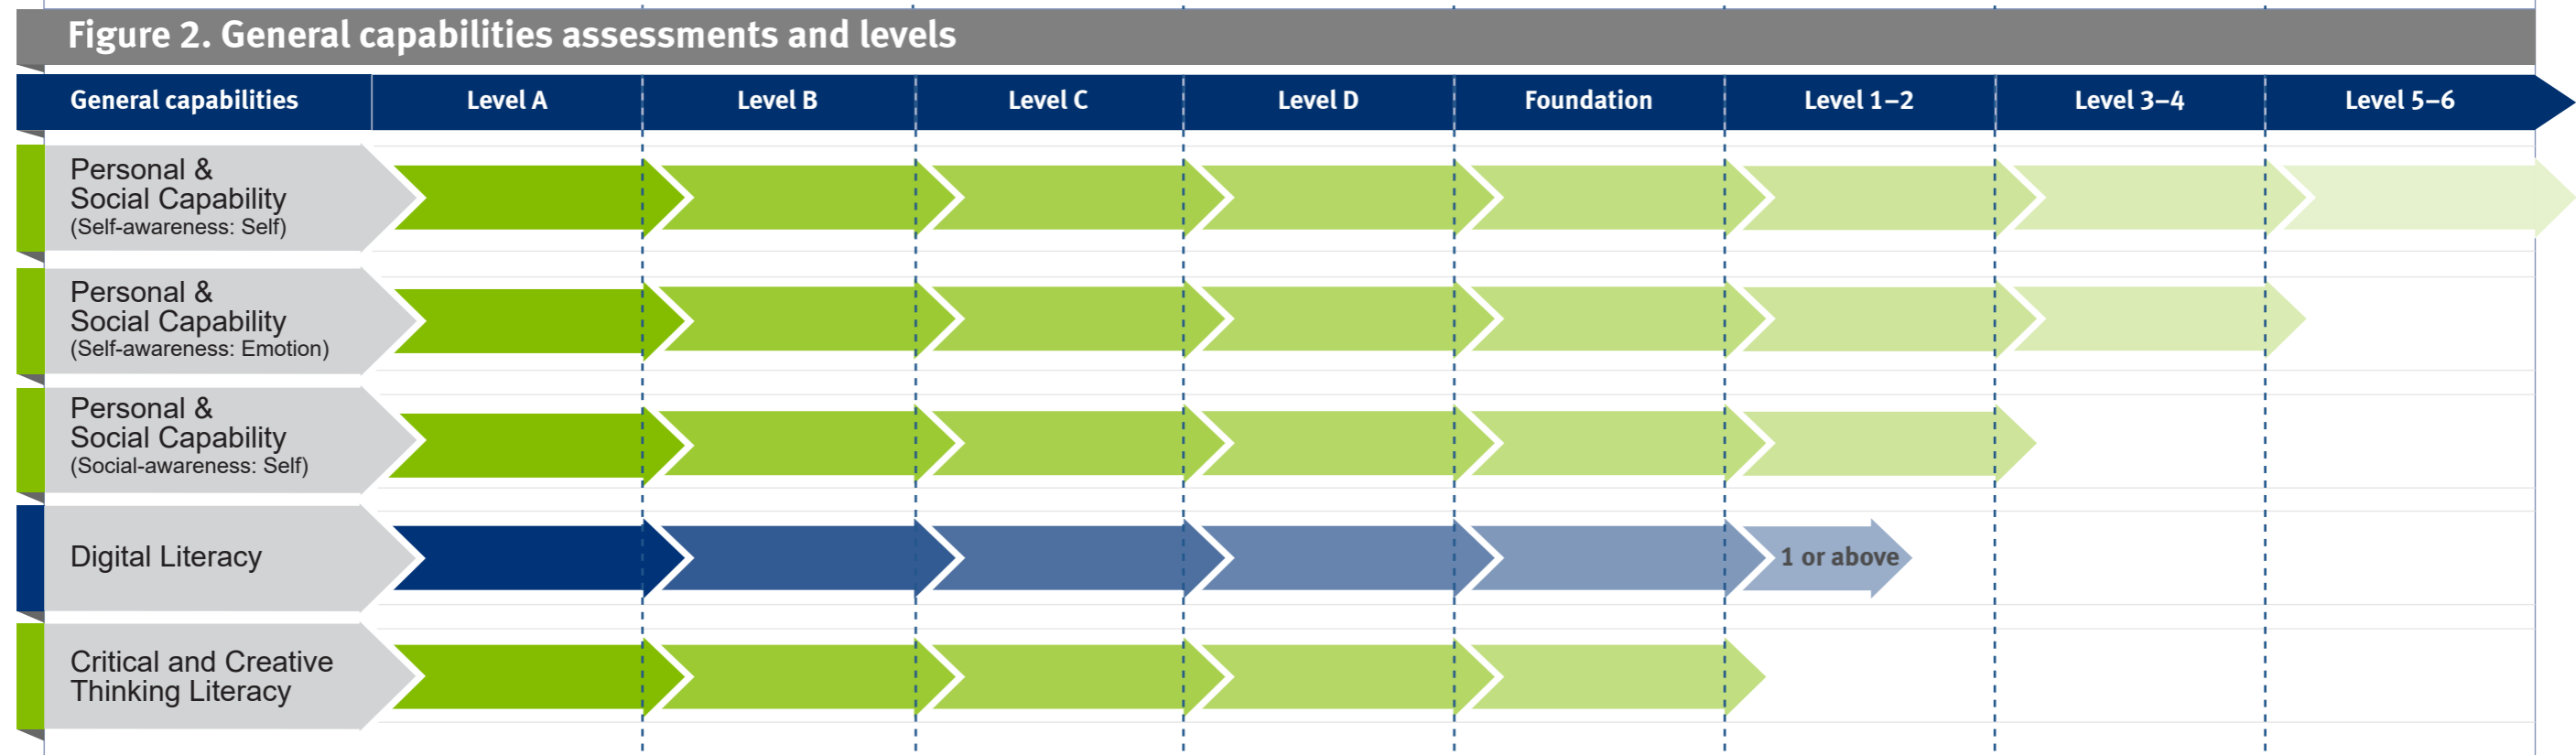 Figure 2. General capabilities assessments and levels
General capabilities Level A Level B Level C Level D Foundation Level 1–2 Level 3–4 Level 5–6
Personal &
Social Capability
(Self-awareness: Self)
Personal &
Social Capability
(Self-awareness: Emotion)
Personal &
Social Capability
(Social-awareness: Self)
Digital Literacy 1 or above
Critical and Creative
Thinking Literacy